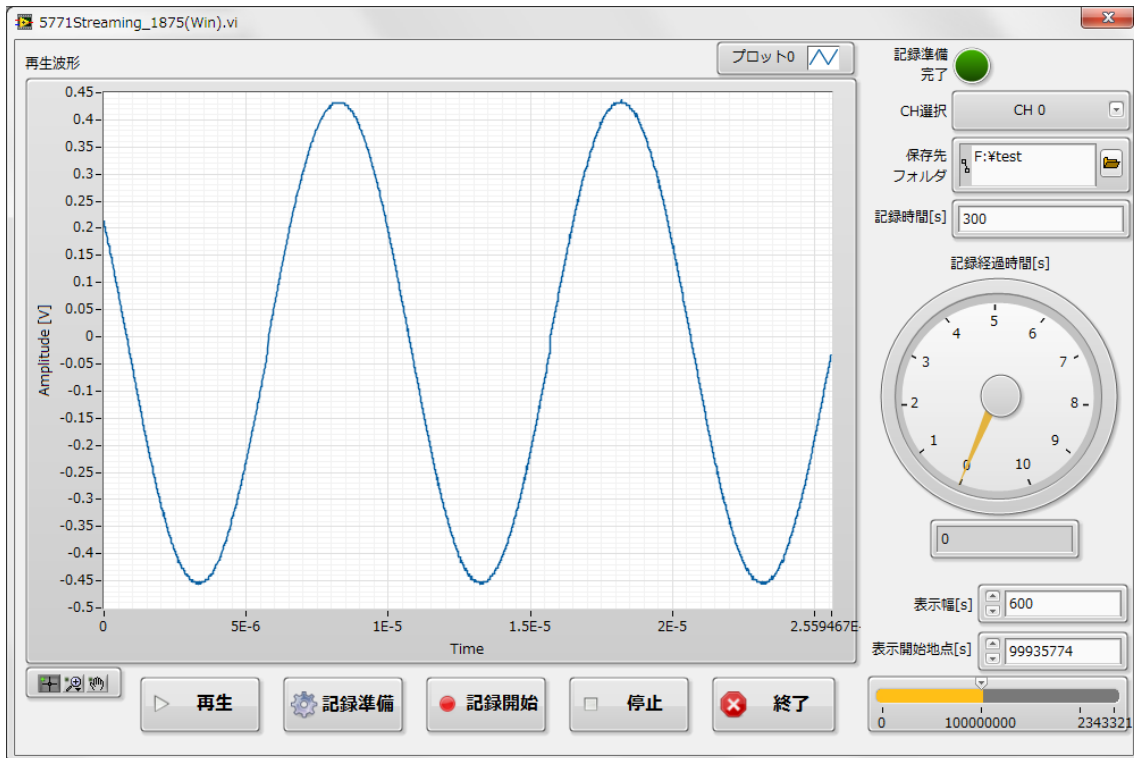 5771Streaming_1875(Win).vi
再生波形
プロット0
0.45
0.4
0.35
0.3
0.25
0.2
0.15
0.1
0.05
0
-0.05
-0.1
-0.15
-0.2
-0.25
-0.3
-0.35
-0.4
-0.45
-0.5
Amplitude [V]
0
5E-6
1E-5
1.5E-5
2E-5
2.559467E-
Time
記録準備
完了
CH選択
CH 0
保存先
フォルダ
F:¥test
記録時間[s]
300
記録経過時間[s]
0
1
2
3
4
5
6
7
8
9
10
0
表示幅[s]
600
表示開始地点[s]
99935774
0
100000000
2343321
再生
記録準備
記録開始
停止
終了